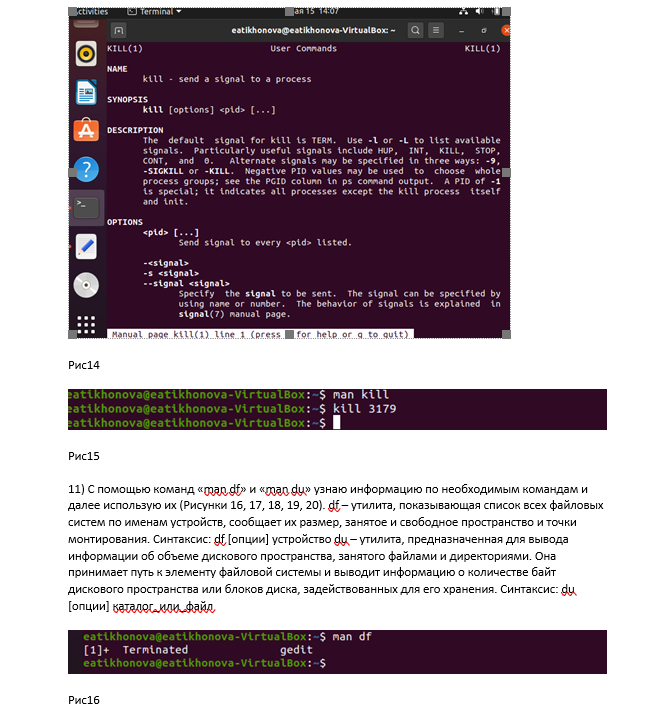 ctivities Terminal ая 15 14:07
eatikhonova@eatikhonova-VirtualBox: ~
KILL(1) User Commands KILL(1)
NAME
kill - send a signal to a process
SYNOPSIS
kill [options] <pid> [...]
DESCRIPTION
The default signal for kill is TERM. Use -l or -L to list available
signals. Particularly useful signals include HUP, INT, KILL, STOP,
CONT, and 0. Alternate signals may be specified in three ways: -9,
-SIGKILL or -KILL. Negative PID values may be used to choose whole
process groups; see the PGID column in ps command output. A PID of -1
is special; it indicates all processes except the kill process itself
and init.
OPTIONS
<pid> [...]
Send signal to every <pid> listed.
-<signal>
-s <signal>
--signal <signal>
Specify the signal to be sent. The signal can be specified by
using name or number. The behavior of signals is explained in
signal(7) manual page.
Manual page kill(1) line 1 (press for help or q to quit)
Рис14
eatikhonova@eatikhonova-VirtualBox:~$ man kill
eatikhonova@eatikhonova-VirtualBox:~$ kill 3179
eatikhonova@eatikhonova-VirtualBox:~$
Рис15
11) С помощью команд «man df» и «man du» узнаю информацию по необходимым командам и
далее использую их (Рисунки 16, 17, 18, 19, 20). df – утилита, показывающая список всех файловых
систем по именам устройств, сообщает их размер, занятое и свободное пространство и точки
монтирования. Синтаксис: df [опции] устройство du – утилита, предназначенная для вывода
информации об объеме дискового пространства, занятого файлами и директориями. Она
принимает путь к элементу файловой системы и выводит информацию о количестве байт
дискового пространства или блоков диска, задействованных для его хранения. Синтаксис: du
[опции] каталог_или_файл
eatikhonova@eatikhonova-VirtualBox:~$ man df
[1]+ Terminated gedit
eatikhonova@eatikhonova-VirtualBox:~$
Рис16